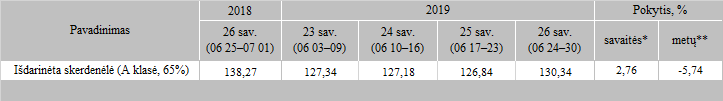 Pavadinimas 2018 2019 Pokytis, %
26 sav. (06 25–07 01) 23 sav. (06 03–09) 24 sav. (06 10–16) 25 sav. (06 17–23) 26 sav. (06 24–30) savaitės* metų**
Išdarinėta skerdenėlė (A klasė, 65%) 138,27 127,34 127,18 126,84 130,34 2,76 -5,74